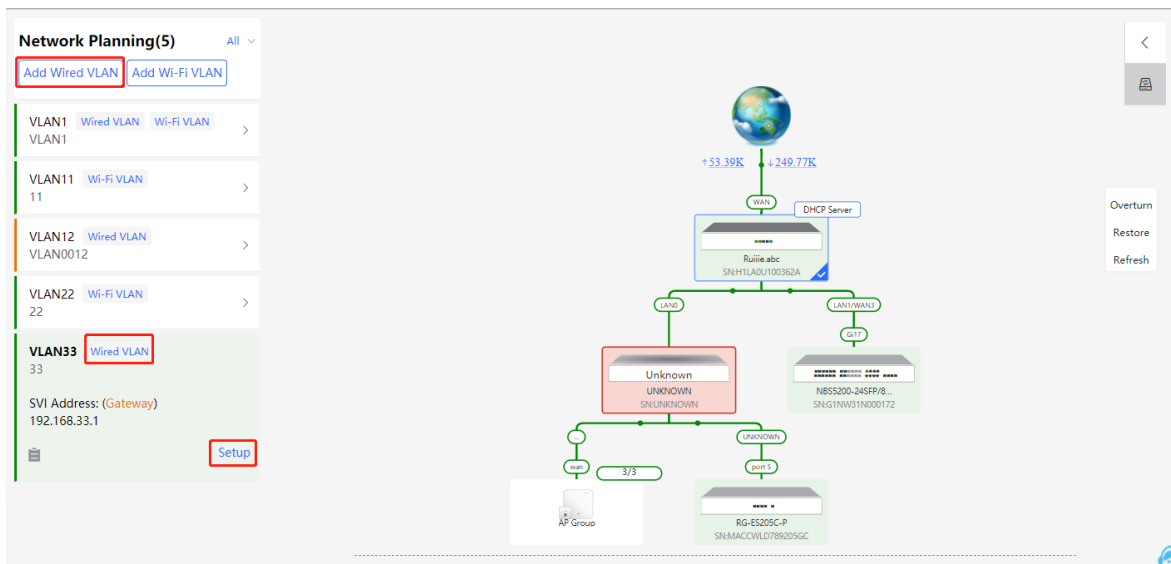 Network Planning(5) All
Add Wired VLAN Add Wi-Fi VLAN
VLAN1 Wired VLAN Wi-Fi VLAN
VLAN1
VLAN11 Wi-Fi VLAN
11
VLAN12 Wired VLAN
VLAN0012
VLAN22 Wi-Fi VLAN
22
VLAN33 Wired VLAN
33
SVI Address: (Gateway)
192.168.33.1
Setup
↑53.39K ↓249.77K
WAN
DHCP Server
Ruijie.abc
SN:H1LA0U100362A
LAN0 LAN1/WAN3
Gi17
Unknown
UNKNOWN
SN:UNKNOWN
NBS5200-24SFP/8...
SN:G1NW31N000172
... UNKNOWN
wan 3/3 port 5
AP Group
RG-ES205C-P
SN:MACCWLD789205GC
Overturn
Restore
Refresh